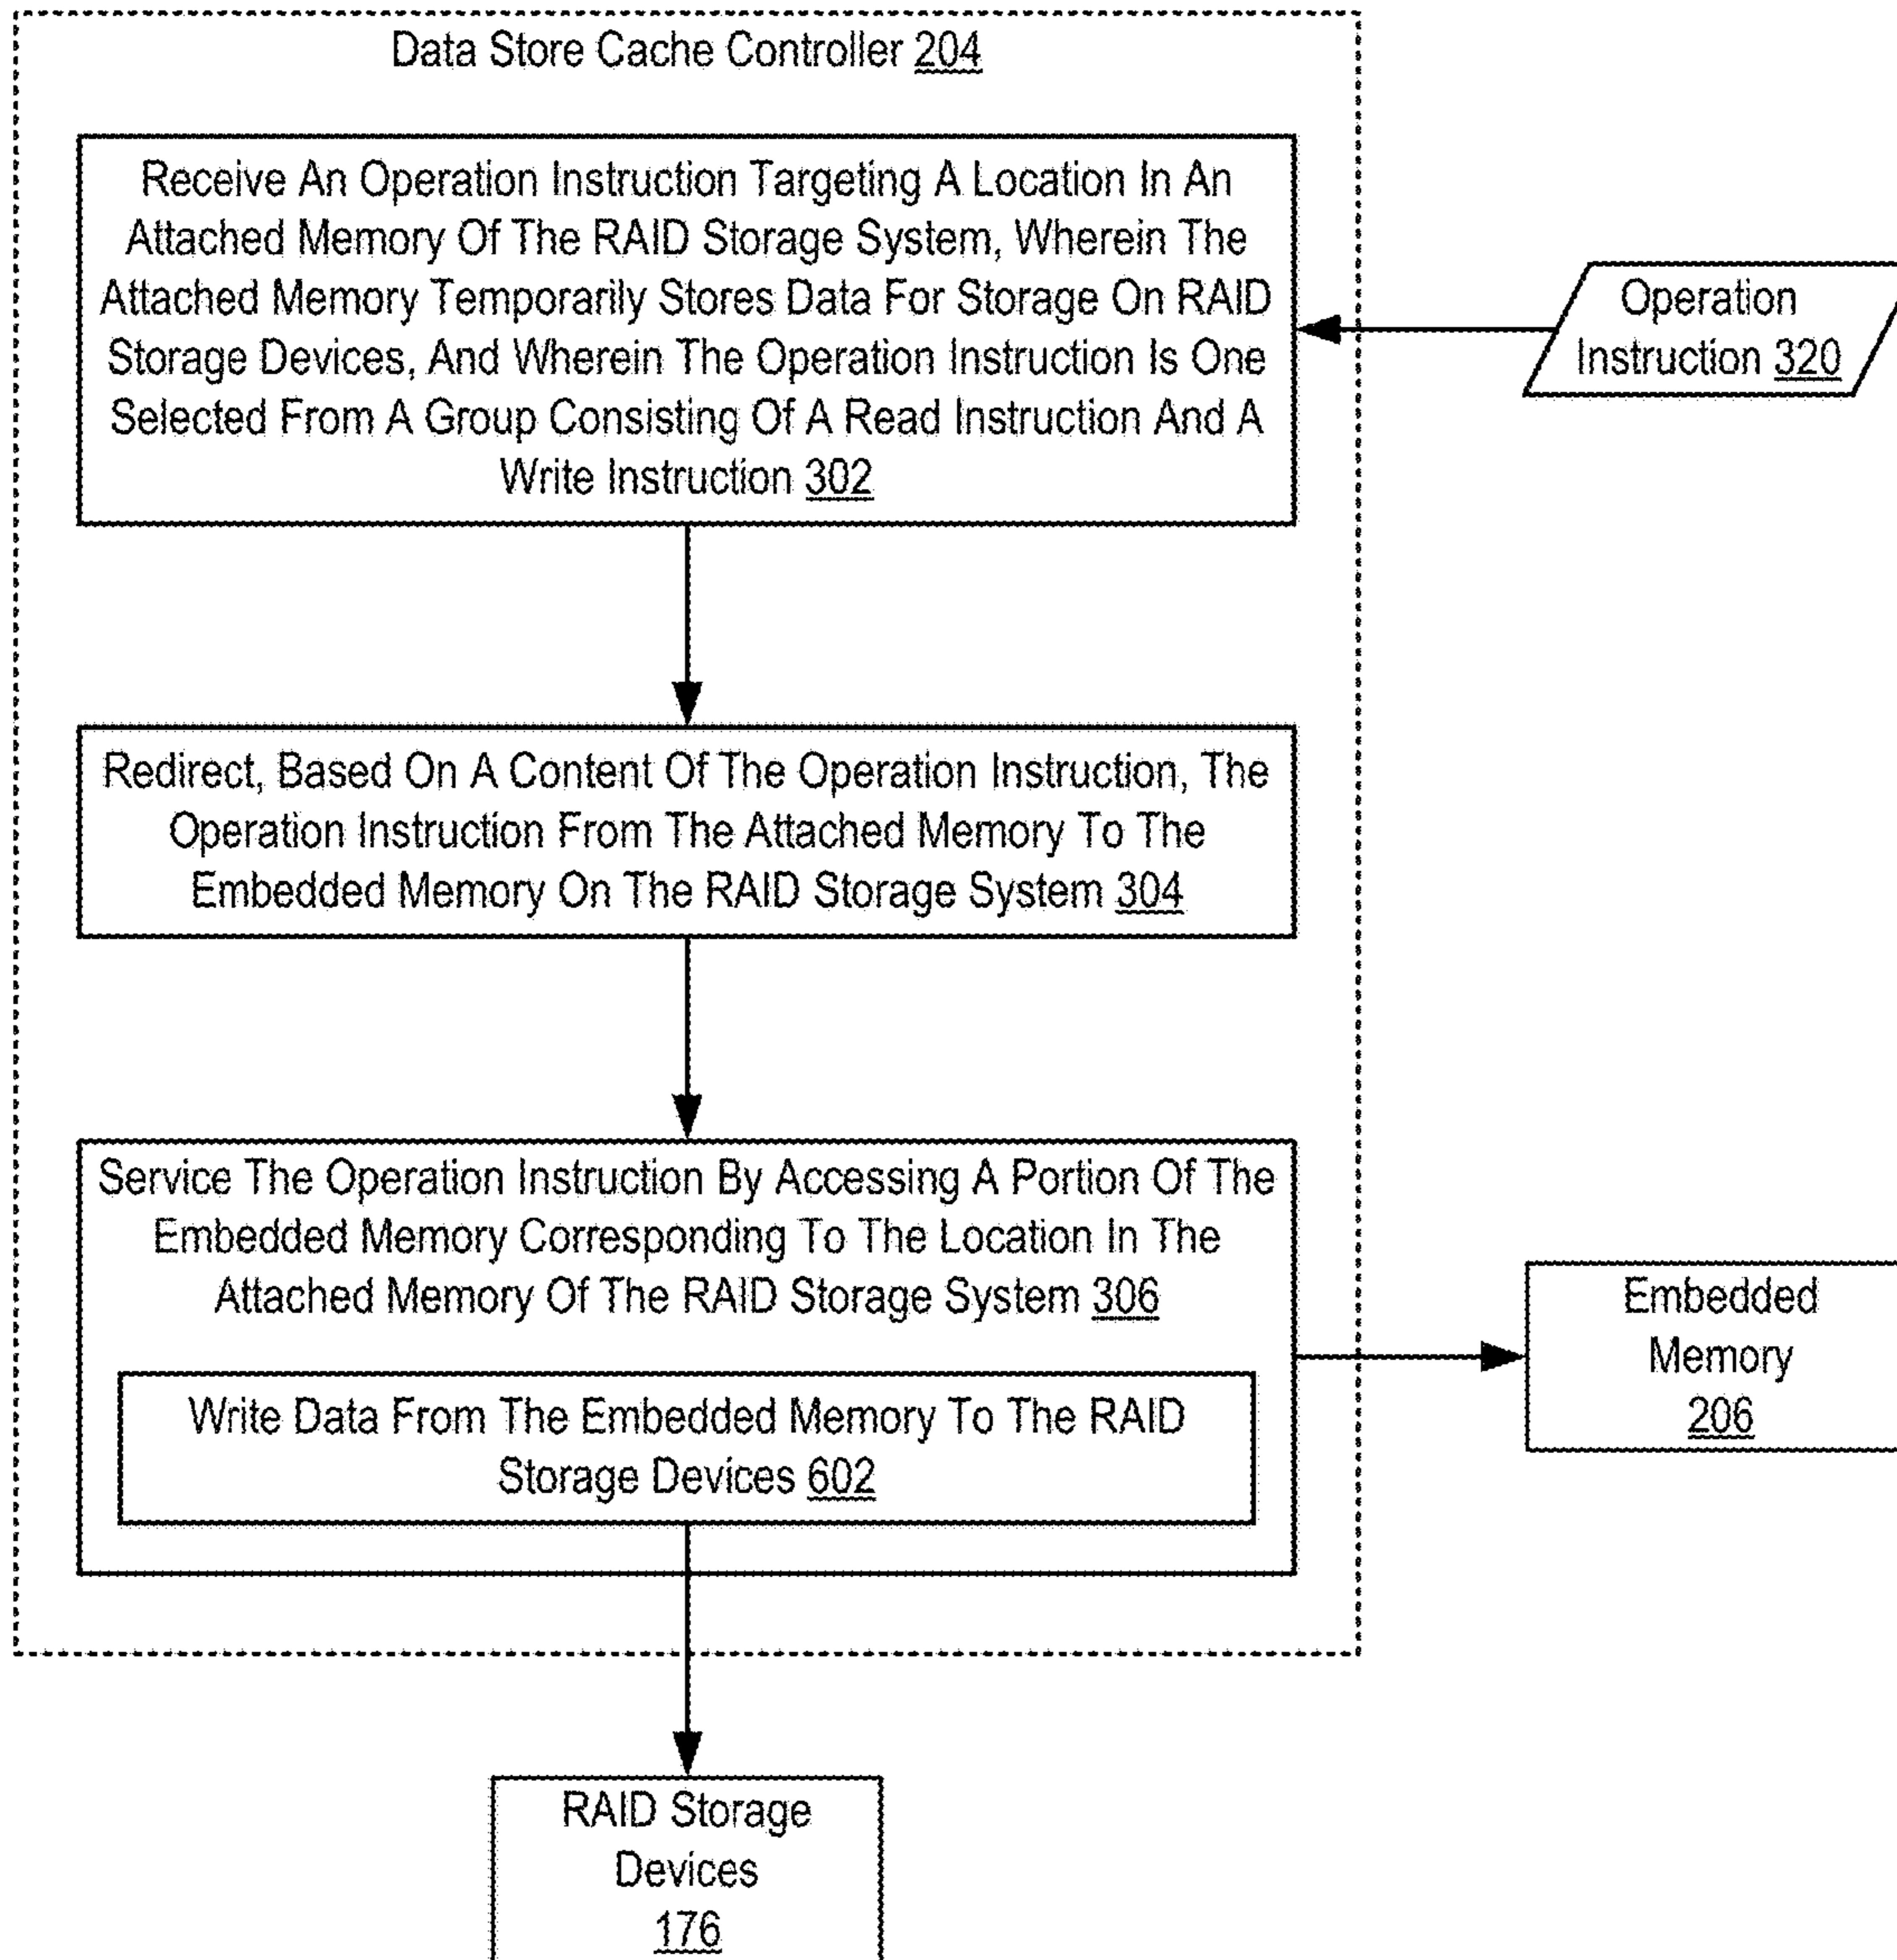 Data Store Cache Controller 204
Receive An Operation Instruction Targeting A Location In An
Attached Memory Of The RAID Storage System, Wherein The
Attached Memory Temporarily Stores Data For Storage On RAID
Storage Devices, And Wherein The Operation Instruction Is One
Selected From A Group Consisting Of A Read Instruction And A
Write Instruction 302
Operation
Instruction 320
Redirect, Based On A Content Of The Operation Instruction, The
Operation Instruction From The Attached Memory To The
Embedded Memory On The RAID Storage System 304
Service The Operation Instruction By Accessing A Portion Of The
Embedded Memory Corresponding To The Location In The
Attached Memory Of The RAID Storage System 306
Write Data From The Embedded Memory To The RAID
Storage Devices 602
Embedded
Memory
206
RAID Storage
Devices
176